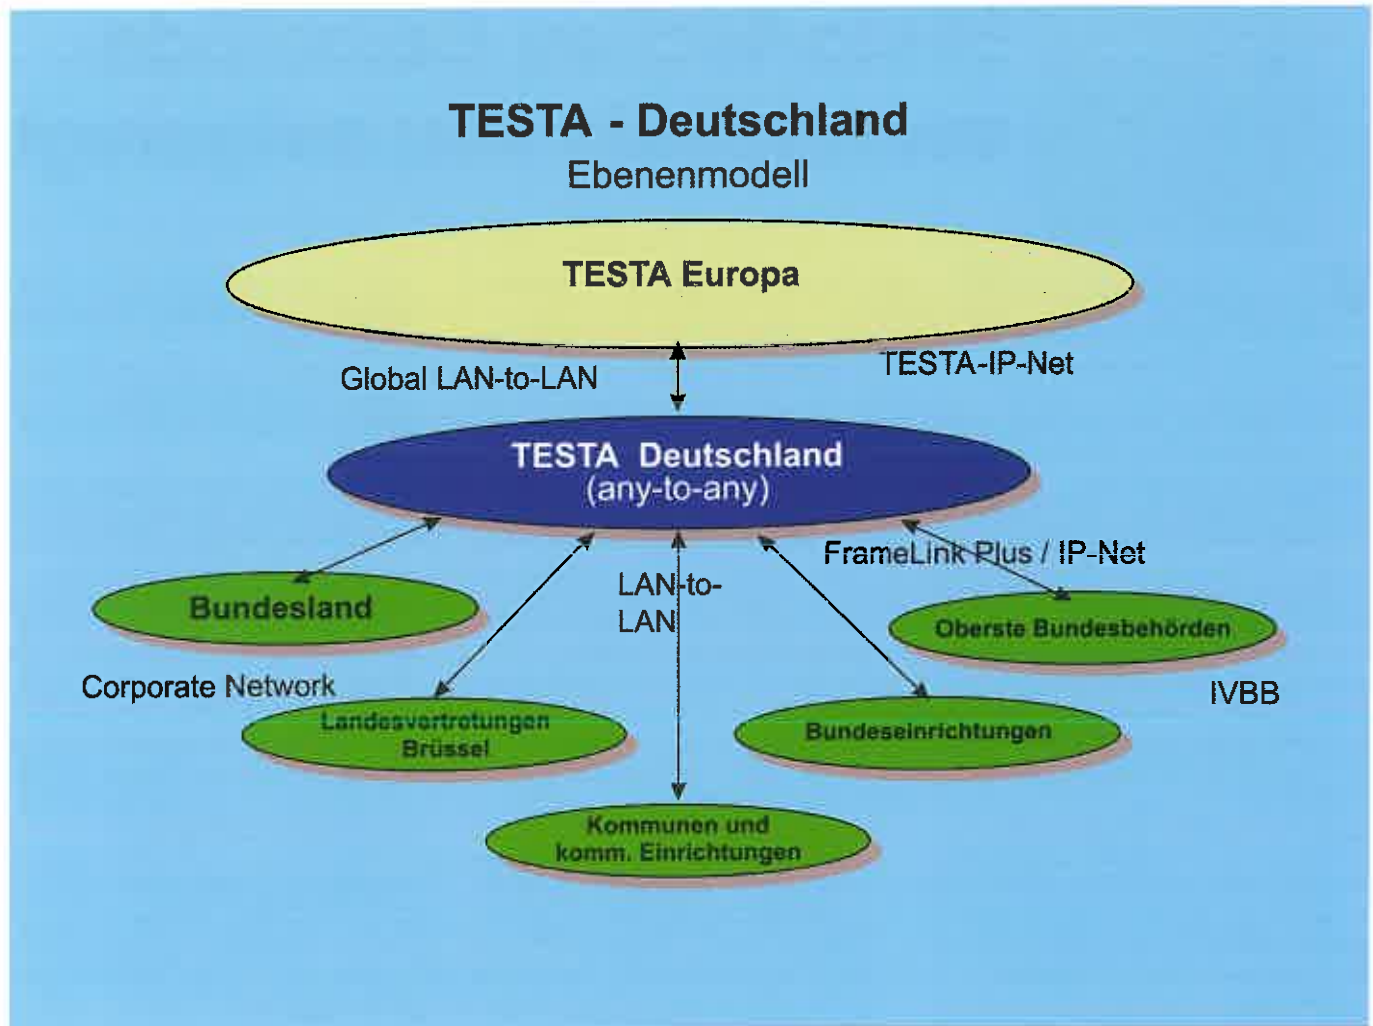 TESTA - Deutschland
Ebenenmodell
TESTA Europa
Global LAN-to-LAN
TESTA-IP-Net
TESTA Deutschland
(any-to-any)
FrameLink Plus / IP-Net
LAN-to-
LAN
Bundesland
Oberste Bundesbehörden
Corporate Network
IVBB
Landesvertretungen
Brüssel
Bundeseinrichtungen
Kommunen und
komm. Einrichtungen